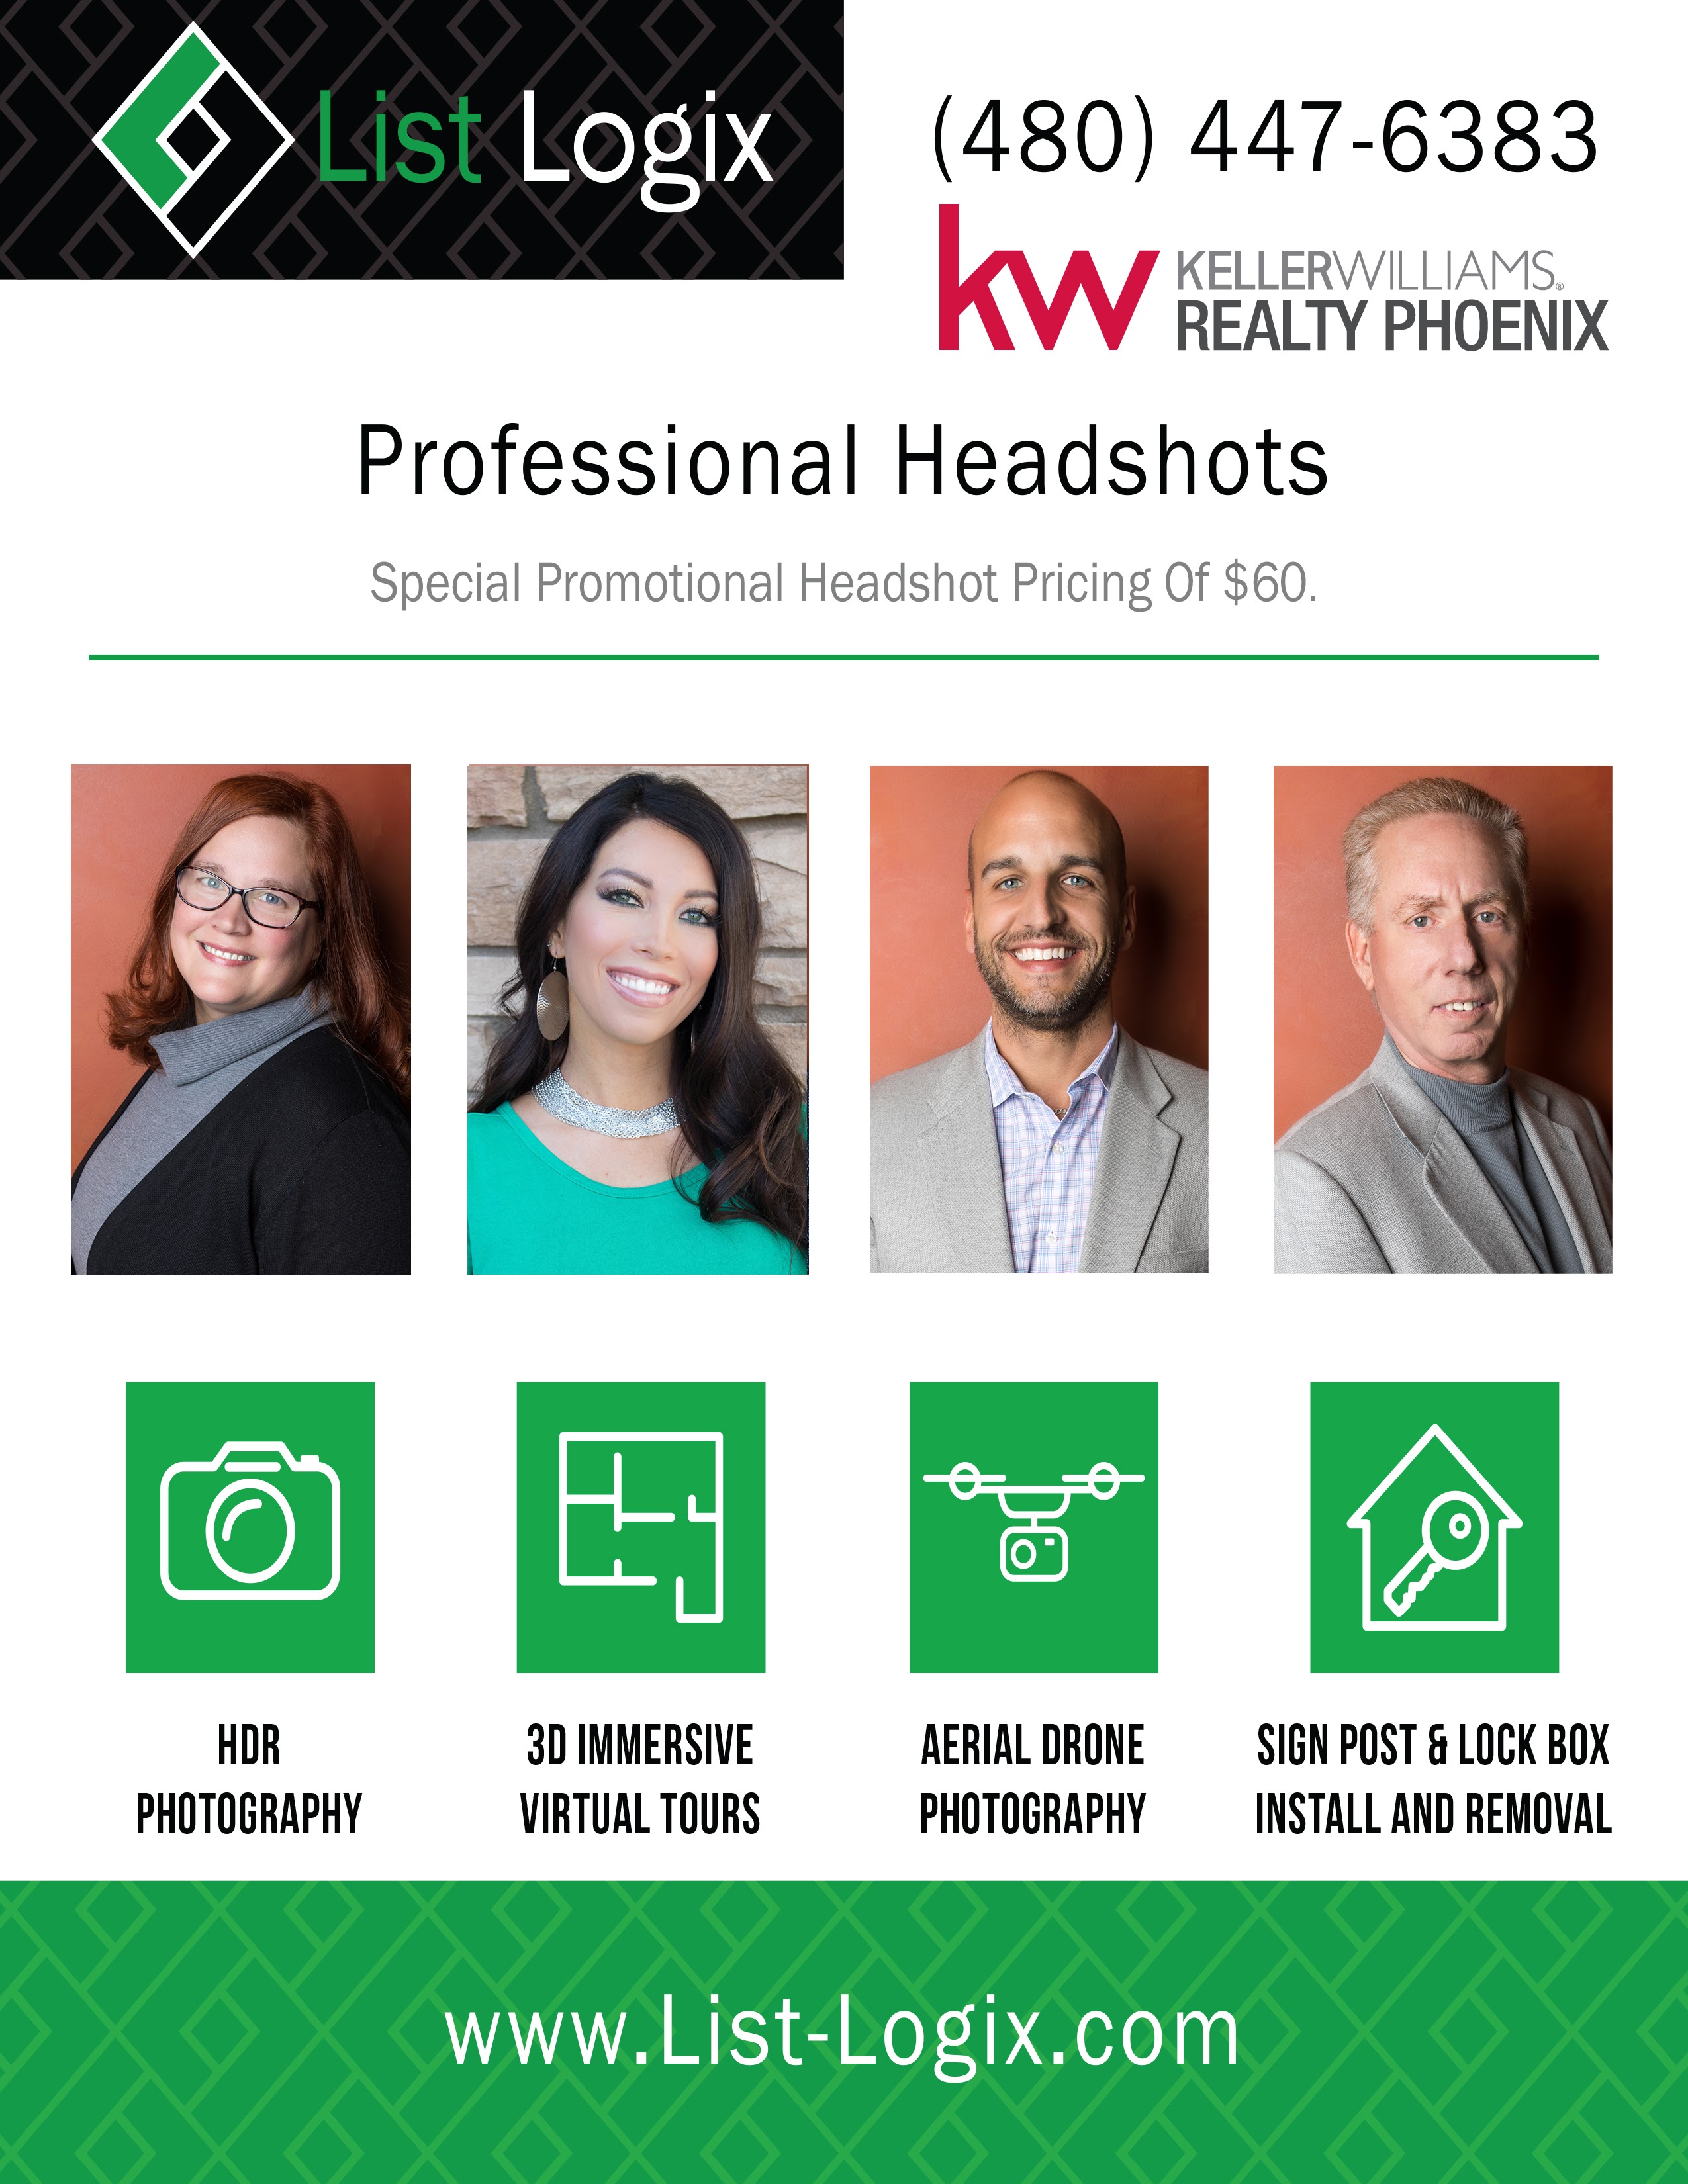 List Logix
(480) 447-6383
kw
KELLERWILLIAMS®
REALTY PHOENIX
Professional Headshots
Special Promotional Headshot Pricing Of $60.
HDR
PHOTOGRAPHY
3D IMMERSIVE
VIRTUAL TOURS
AERIAL DRONE
PHOTOGRAPHY
SIGN POST & LOCK BOX
INSTALL AND REMOVAL
www.List-Logix.com